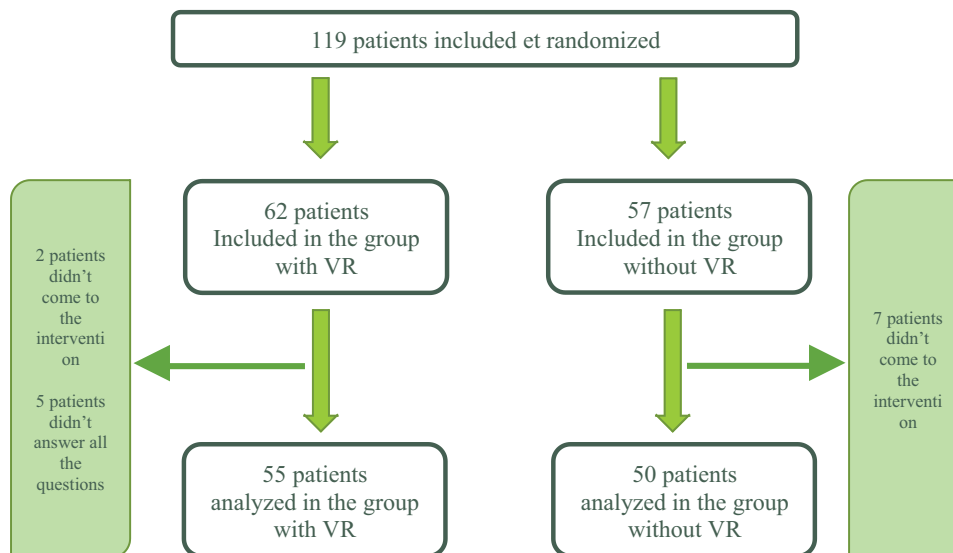 119 patients included et randomized
62 patients
Included in the group
with VR
57 patients
Included in the group
without VR
2 patients
didn't
come to
the
interventi
on
5 patients
didn't
answer all
the
questions
7 patients
didn't
come to
the
interventi
on
55 patients
analyzed in the group
with VR
50 patients
analyzed in the group
without VR